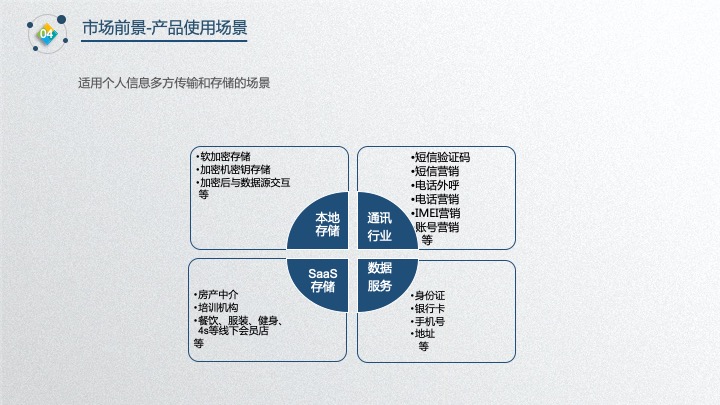 04
市场前景-产品使用场景
适用个人信息多方传输和存储的场景
•软加密存储
•加密机密钥存储
•加密后与数据源交互
等
•短信验证码
•短信营销
•电话外呼
•电话营销
•IMEI营销
账号营销
等
本地
存储
通讯
行业
SaaS
存储
数据
服务
•房产中介
•培训机构
•餐饮、服装、健身、
4s等线下会员店
等
•身份证
•银行卡
•手机号
•地址
等